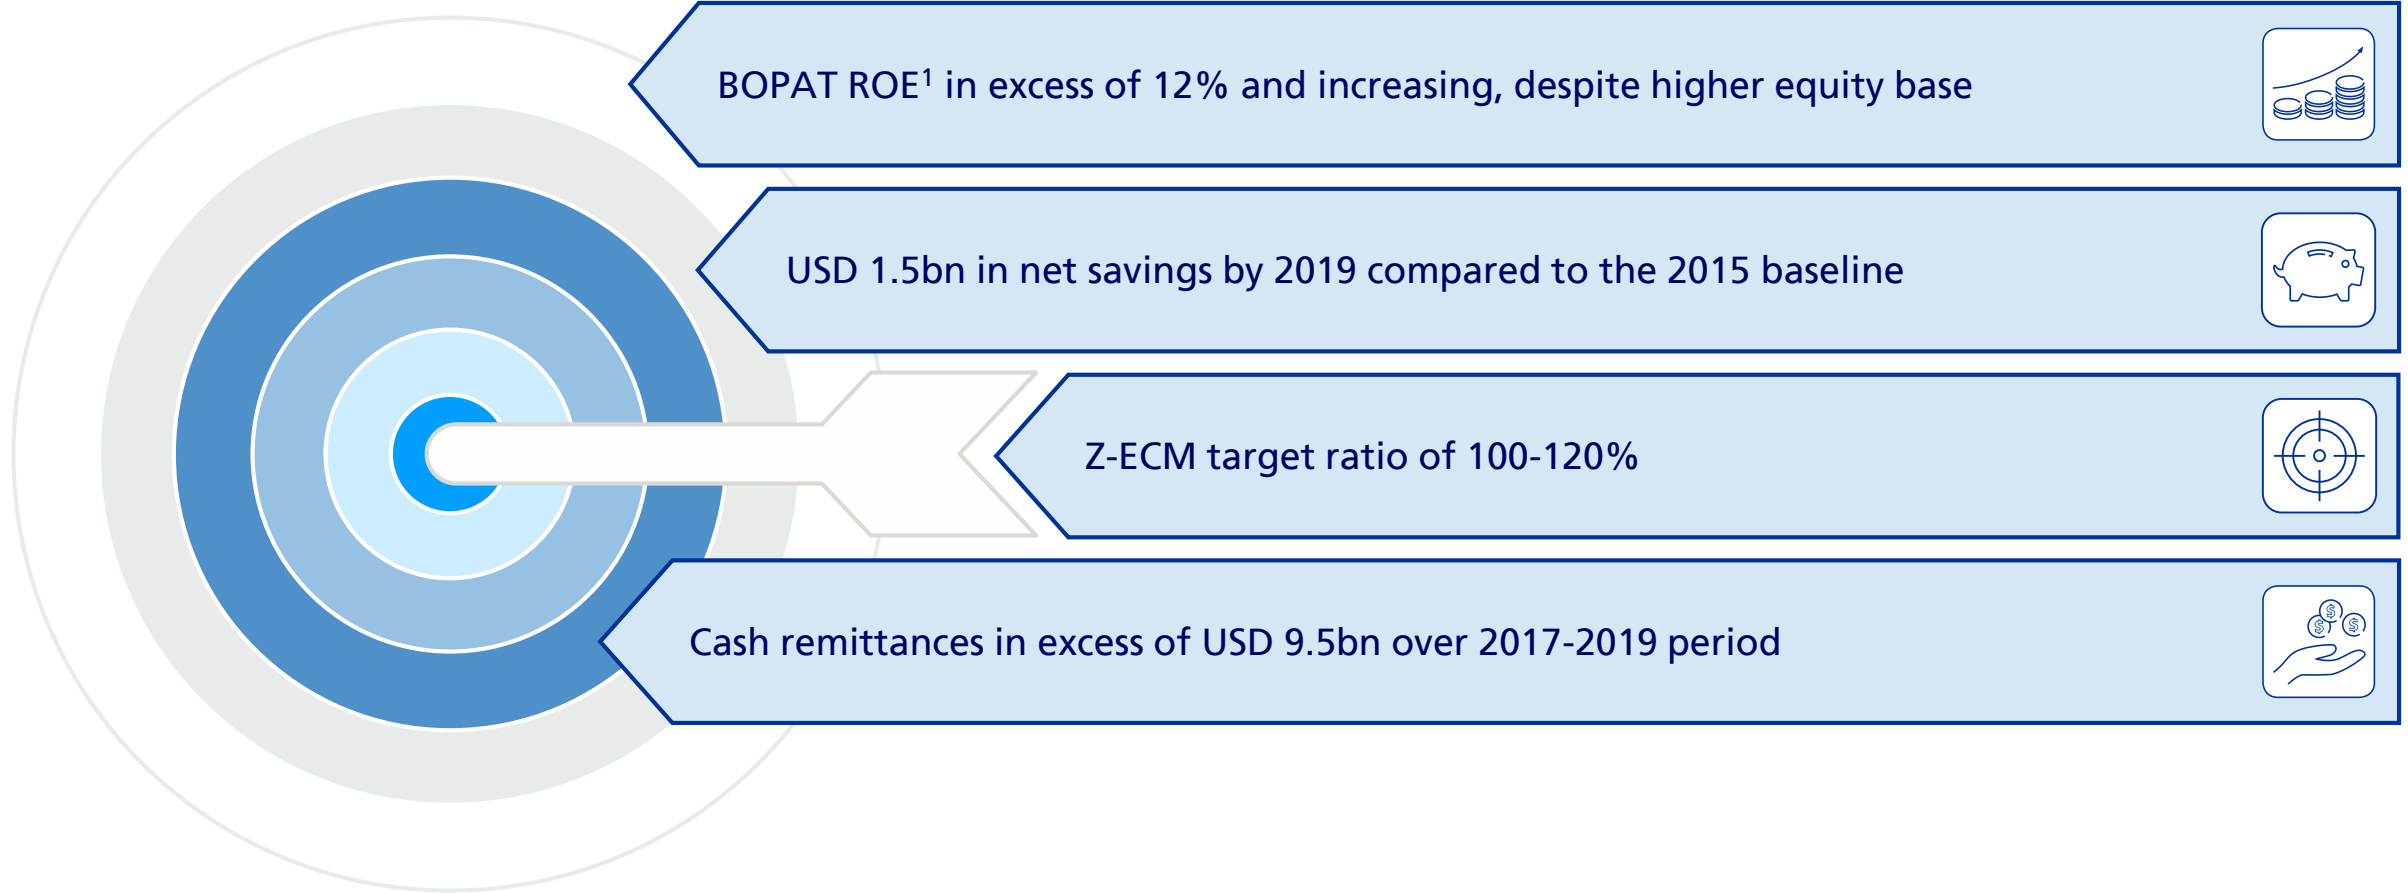 BOPAT ROE¹ in excess of 12% and increasing, despite higher equity base
USD 1.5bn in net savings by 2019 compared to the 2015 baseline
Z-ECM target ratio of 100-120%
Cash remittances in excess of USD 9.5bn over 2017-2019 period